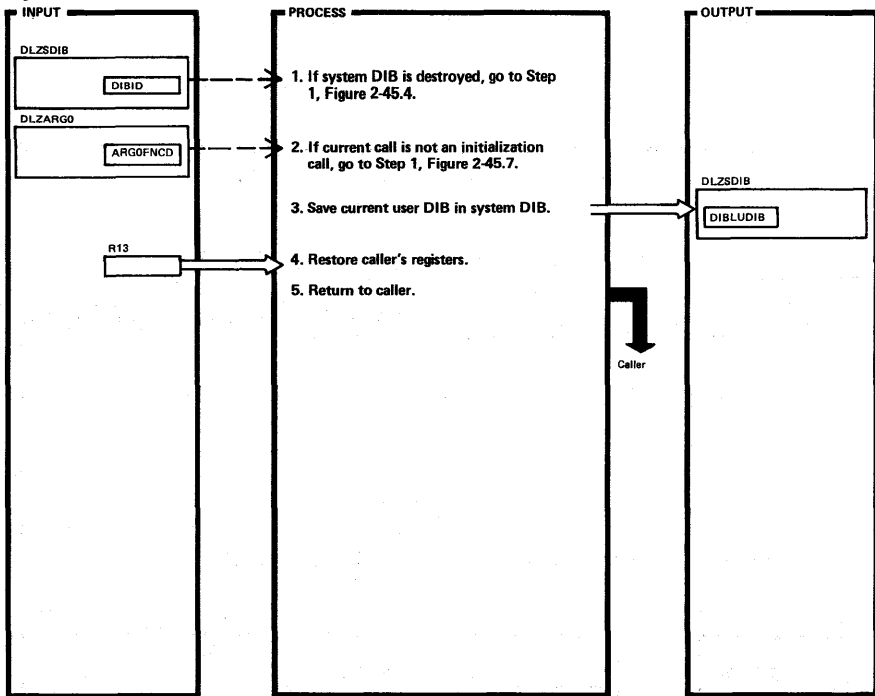 INPUT
DLZSDIB
DIBID
DLZARG0
ARG0FNCD
R13
PROCESS
1. If system DIB is destroyed, go to Step
1, Figure 2-45.4.
2. If current call is not an initialization
call, go to Step 1, Figure 2-45.7.
3. Save current user DIB in system DIB.
4. Restore caller's registers.
5. Return to caller.
Caller
OUTPUT
DLZSDIB
DIBLUDIB